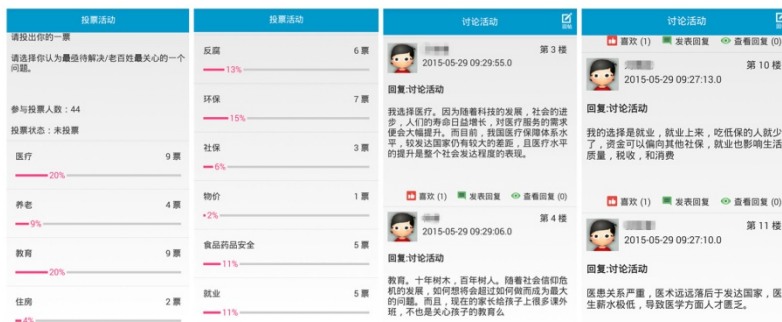 投票活动
请投出你的一票
请选择你认为最亟待解决/老百姓最关心的一个
问题。
参与投票人数：44
投票状态：未投票
医疗 9 票
20%
养老 4 票
9%
教育 9 票
20%
住房 2 票
4%
投票活动
反腐 6 票
13%
环保 7 票
15%
社保 3 票
6%
物价 1 票
2%
食品药品安全 5 票
11%
就业 5 票
11%
讨论活动
第 3 楼
2015-05-29 09:29:55.0
回复:讨论活动
我选择医疗。因为随着科技的发展，社会的进
步，人们的寿命日益增长，对医疗服务的需求
便会大幅提升。而目前，我国医疗保障体系水
平，较发达国家仍有较大的差距，且医疗水平
的提升是整个社会发达程度的表现。
喜欢 (1) 发表回复 查看回复 (0)
第 4 楼
2015-05-29 09:29:06.0
回复:讨论活动
教育。十年树木，百年树人。随着社会信仰危
机的发展，如何想将会超过如何做而成为最大
的问题。而且，现在的家长给孩子上很多课外
班，不也是关心孩子的教育么
讨论活动
喜欢 (1) 发表回复 查看回复 (0)
第 10 楼
2015-05-29 09:27:13.0
回复:讨论活动
我的选择是就业，就业上来，吃低保的人就少
了，资金可以偏向其他社保，就业也影响生活
质量，税收，和消费
喜欢 (1) 发表回复 查看回复 (0)
第 11 楼
2015-05-29 09:27:10.0
回复:讨论活动
医患关系严重，医术远远落后于发达国家，医
生薪水极低，导致医学方面人才匮乏。